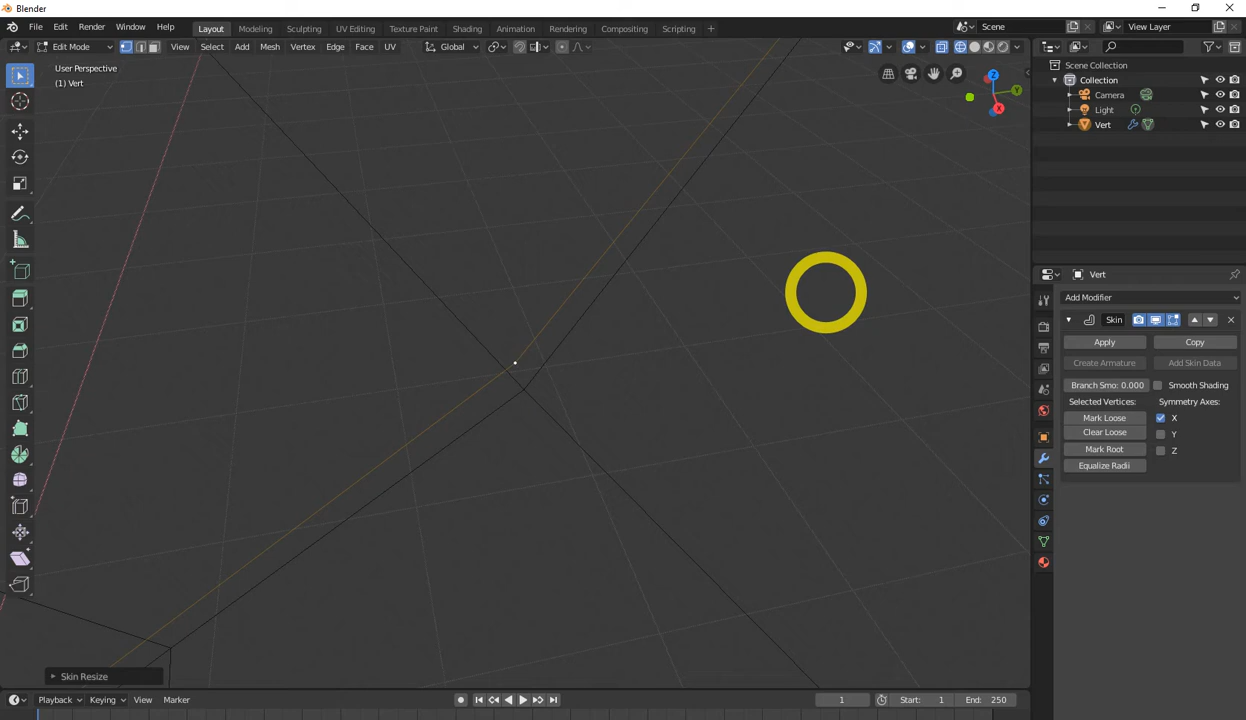 Blender
File Edit Render Window Help
Layout Modeling Sculpting UV Editing Texture Paint Shading Animation Rendering Compositing Scripting +
Scene
View Layer
Edit Mode
View Select Add Mesh Vertex Edge Face UV
Global
User Perspective
(1) Vert
Z
Y
X
Scene Collection
Collection
Camera
Light
Vert
Vert
Add Modifier
Skin
Apply Copy
Create Armature Add Skin Data
Branch Smo: 0.000 Smooth Shading
Selected Vertices: Symmetry Axes:
Mark Loose X
Clear Loose Y
Mark Root Z
Equalize Radii
Skin Resize
Playback Keying View Marker
1 Start: 1 End: 250